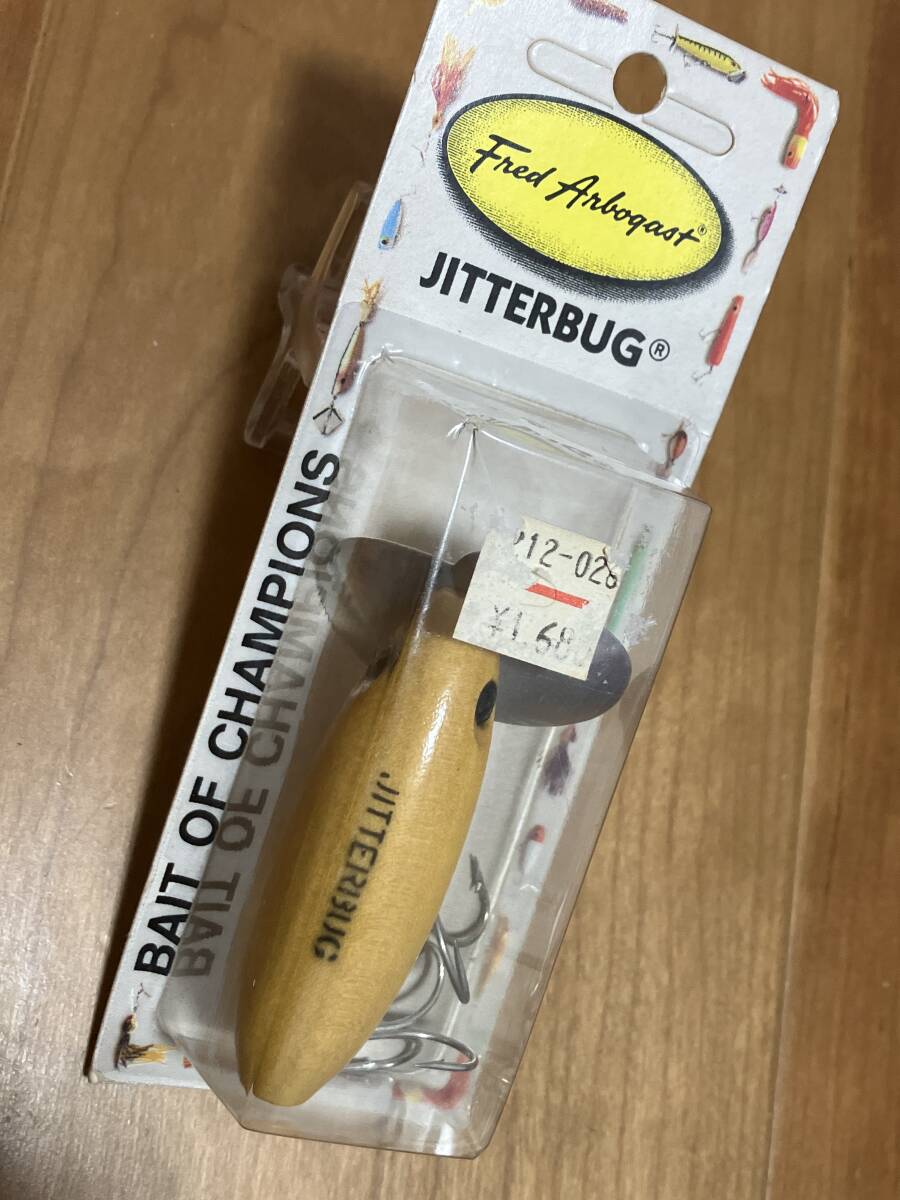 Fred Arbogast®
JITTERBUG®
BAIT OF CHAMPIONS
12-026
¥1,68
JITTERBUG